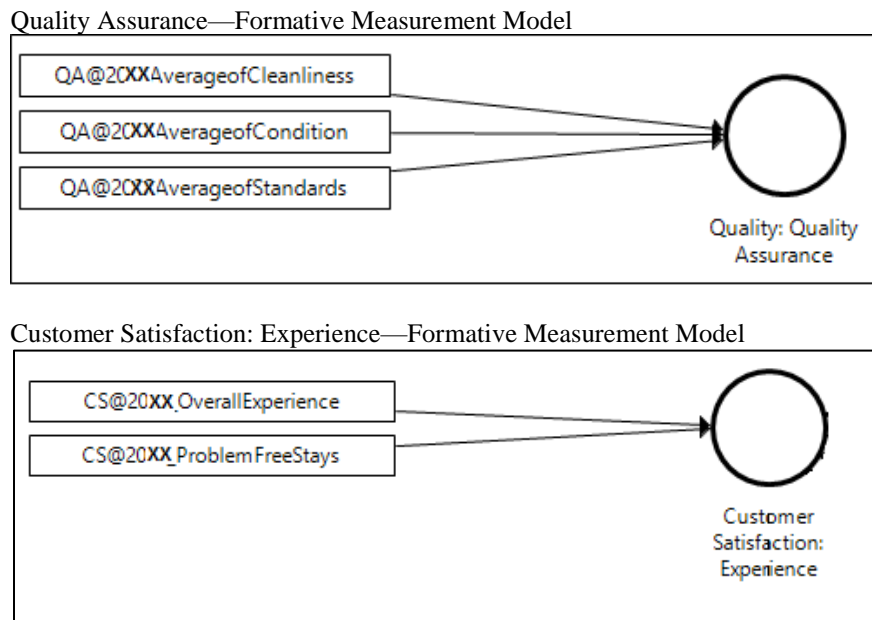 Quality Assurance—Formative Measurement Model
QA@20XXAverageofCleanliness
QA@20XXAverageofCondition
QA@20XXAverageofStandards
Quality: Quality
Assurance
Customer Satisfaction: Experience—Formative Measurement Model
CS@20XX_OverallExperience
CS@20XX_ProblemFreeStays
Customer
Satisfaction:
Experience